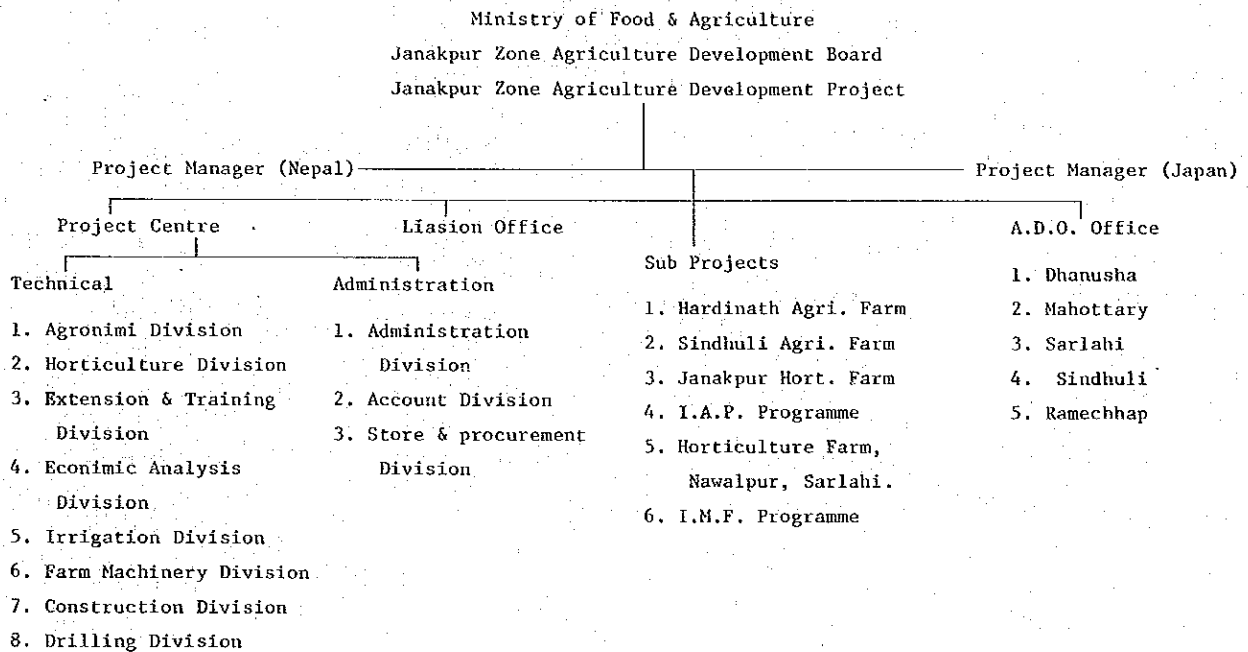 Ministry of Food & Agriculture
Janakpur Zone Agriculture Development Board
Janakpur Zone Agriculture Development Project
Project Manager (Nepal)
Project Manager (Japan)
Project Centre
Liasion Office
A.D.O. Office
Technical
Administration
Sub Projects
1. Agronimi Division
2. Horticulture Division
3. Extension & Training
Division
4. Econimic Analysis
Division
5. Irrigation Division
6. Farm Machinery Division
7. Construction Division
8. Drilling Division
1. Administration
Division
2. Account Division
3. Store & procurement
Division
1. Hardinath Agri. Farm
2. Sindhuli Agri. Farm
3. Janakpur Hort. Farm
4. I.A.P. Programme
5. Horticulture Farm,
Nawalpur, Sarlahi.
6. I.M.F. Programme
1. Dhanusha
2. Mahottary
3. Sarlahi
4. Sindhuli
5. Ramechhap